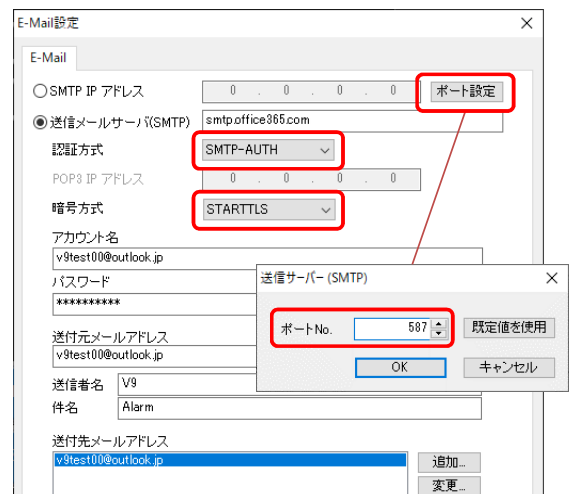 E-Mail設定
E-Mail
SMTP IP アドレス 0 . 0 . 0 . 0 ポート設定
送信メールサーバ(SMTP) smtp.office365.com
認証方式 SMTP-AUTH
POP3 IP アドレス 0 . 0 . 0 . 0
暗号方式 STARTTLS
アカウント名
v9test00@outlook.jp
パスワード
**********
送付元メールアドレス
v9test00@outlook.jp
送信者名 V9
件名 Alarm
送付先メールアドレス
v9test00@outlook.jp
追加...
変更...
送信サーバー (SMTP)
ポートNo. 587 既定値を使用
OK キャンセル